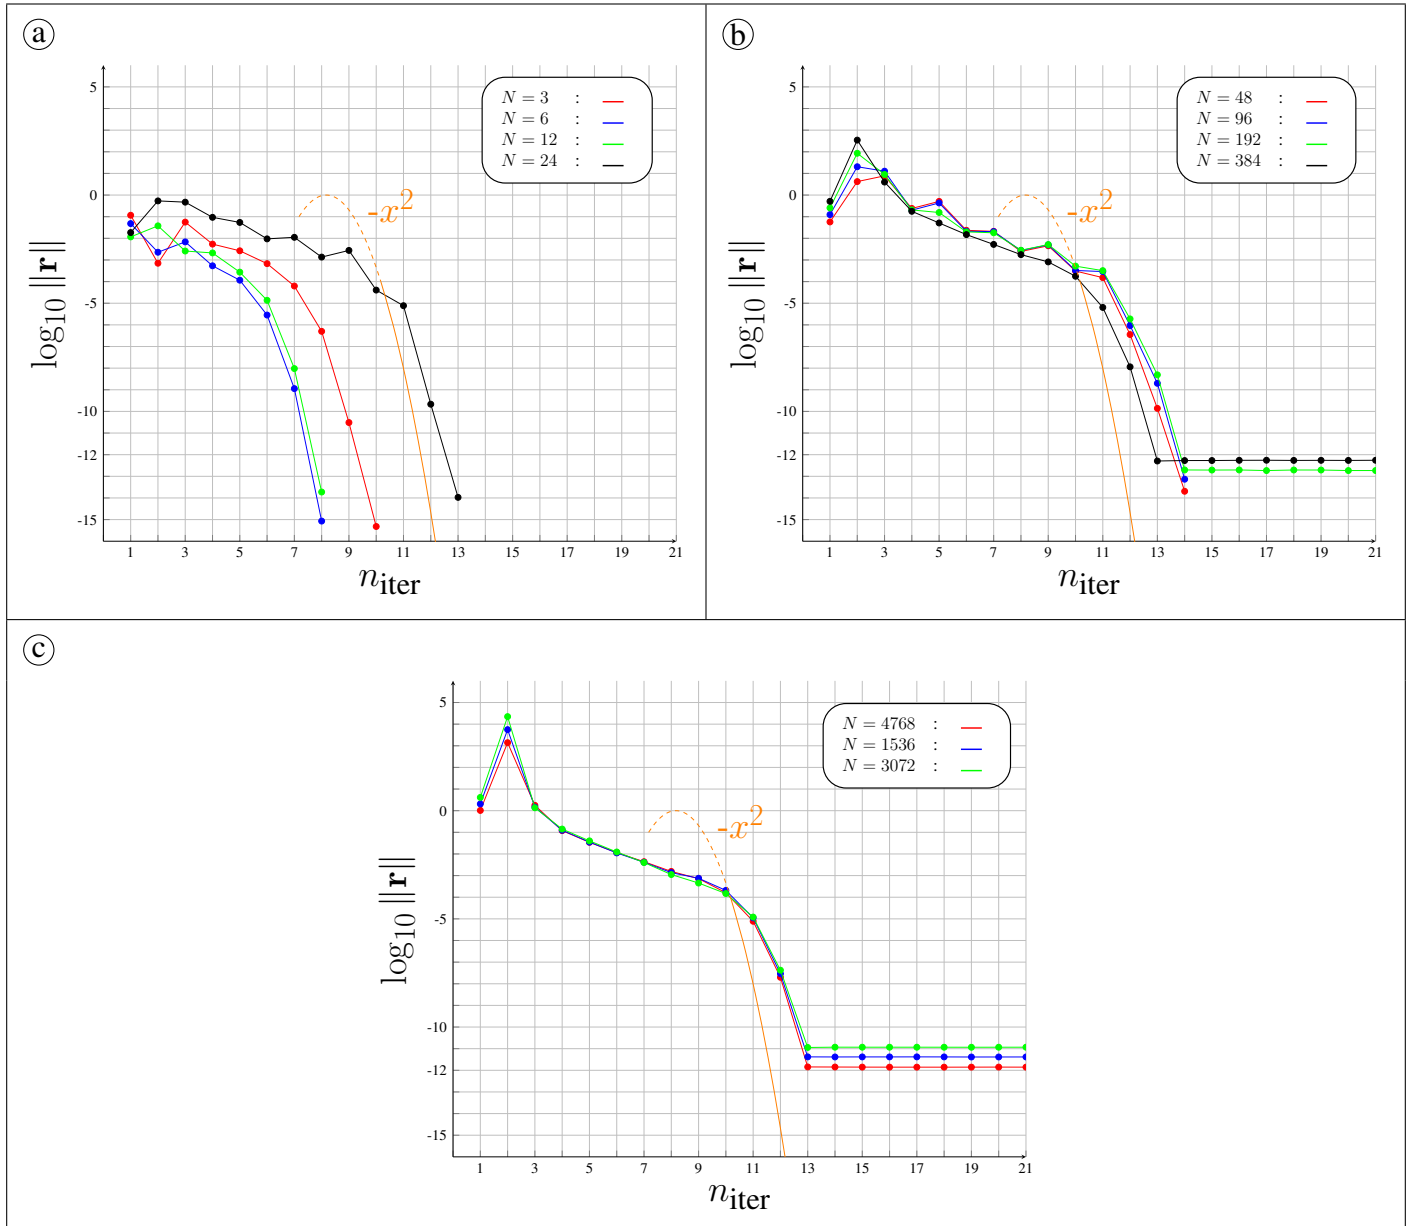 a
5
0
-5
-10
-12
-15
log10 ||r||
N = 3 :
N = 6 :
N = 12 :
N = 24 :
-x²
1 3 5 7 9 11 13 15 17 19 21
niter
b
5
0
-5
-10
-12
-15
log10 ||r||
N = 48 :
N = 96 :
N = 192 :
N = 384 :
-x²
1 3 5 7 9 11 13 15 17 19 21
niter
c
5
0
-5
-10
-12
-15
log10 ||r||
N = 4768 :
N = 1536 :
N = 3072 :
-x²
1 3 5 7 9 11 13 15 17 19 21
niter